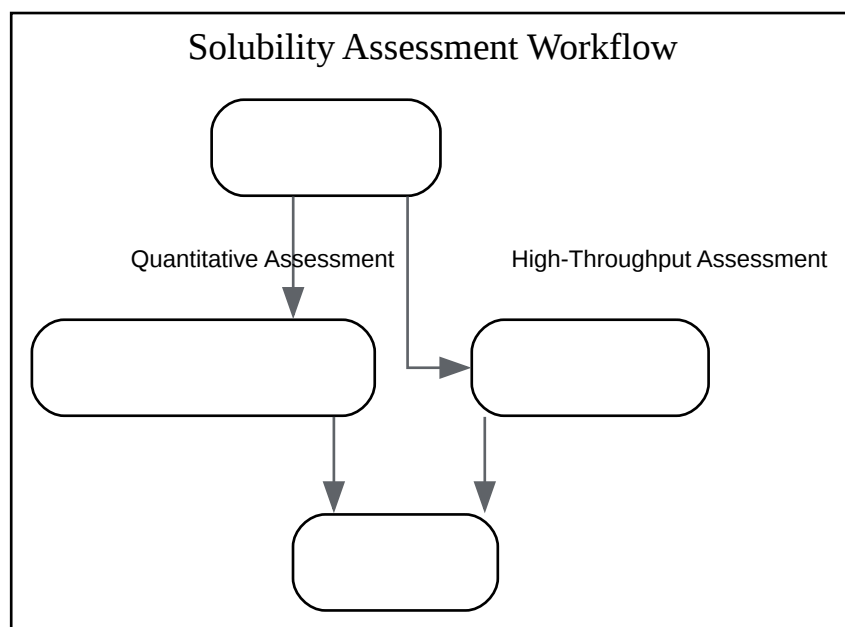 Solubility Assessment Workflow
Quantitative Assessment
High-Throughput Assessment